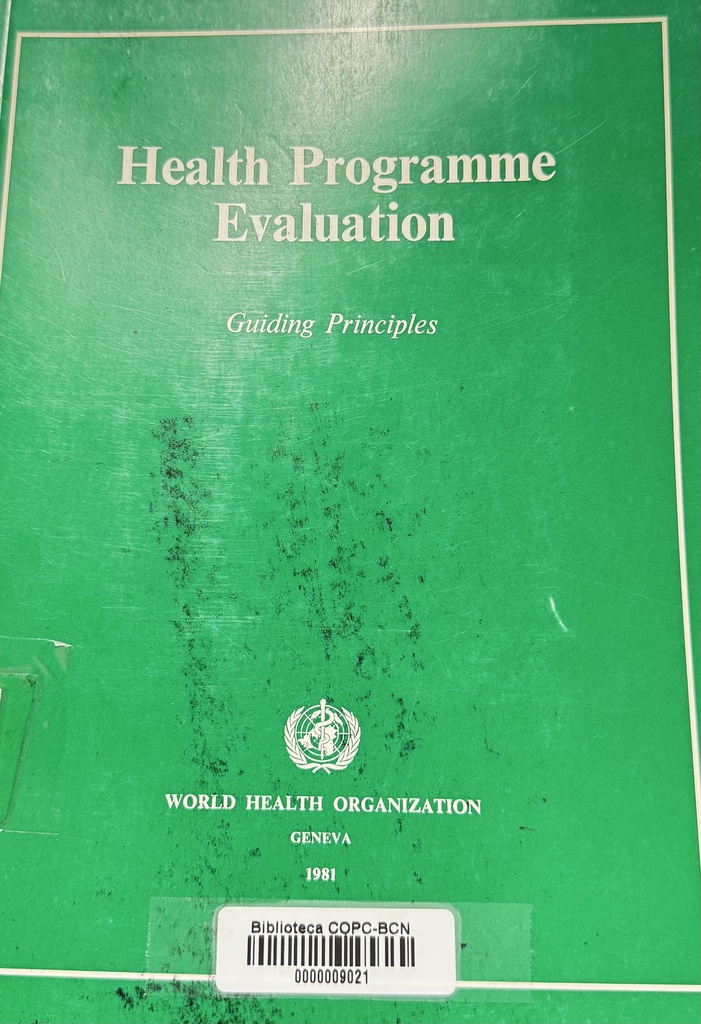 Health Programme
Evaluation
Guiding Principles
WORLD HEALTH ORGANIZATION
GENEVA
1981
Biblioteca COPC-BCN
0000009021